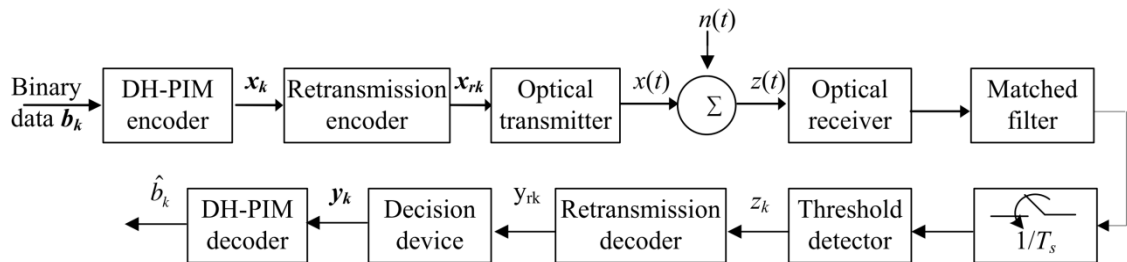 n(t)
Binary
data b_k
DH-PIM
encoder
x_k
Retransmission
encoder
x_rk
Optical
transmitter
x(t)
Σ
z(t)
Optical
receiver
Matched
filter
b̂_k
DH-PIM
decoder
y_k
Decision
device
y_rk
Retransmission
decoder
z_k
Threshold
detector
1/T_s